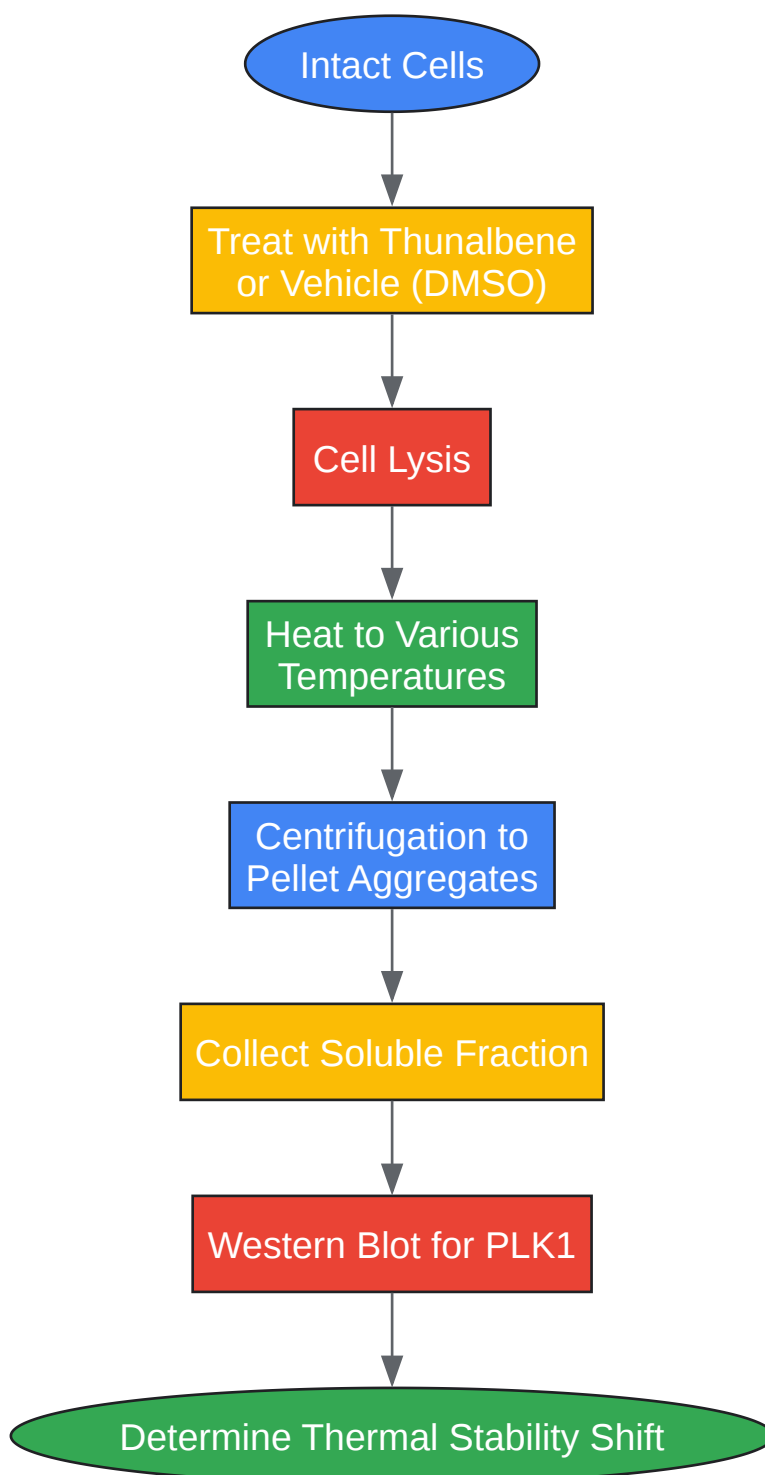 Intact Cells
Treat with Thunalbene
or Vehicle (DMSO)
Cell Lysis
Heat to Various
Temperatures
Centrifugation to
Pellet Aggregates
Collect Soluble Fraction
Western Blot for PLK1
Determine Thermal Stability Shift